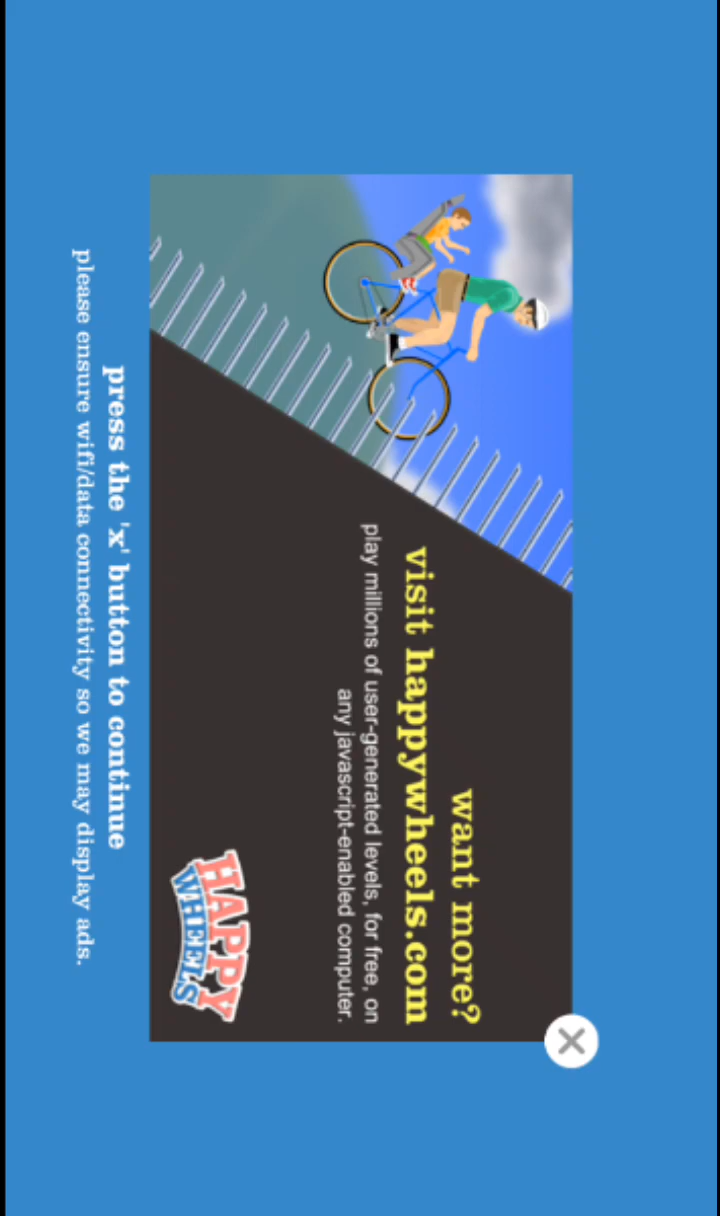 want more?
visit happywheels.com
play millions of user-generated levels, for free, on
any javascript-enabled computer.
HAPPY
WHEELS
press the 'x' button to continue
please ensure wifi/data connectivity so we may display ads.